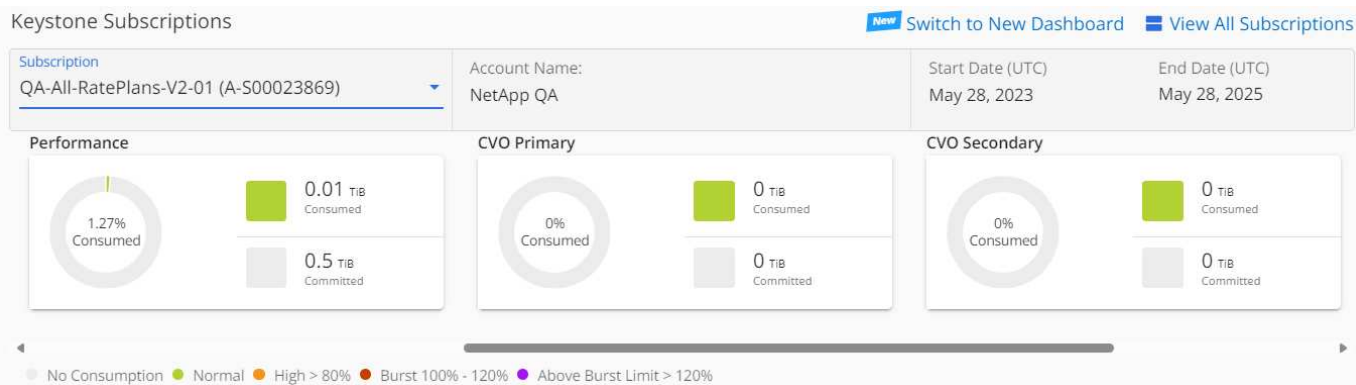 Keystone Subscriptions
New Switch to New Dashboard View All Subscriptions
Subscription
QA-All-RatePlans-V2-01 (A-S00023869)
Account Name:
NetApp QA
Start Date (UTC)
May 28, 2023
End Date (UTC)
May 28, 2025
Performance
1.27%
Consumed
0.01 TiB
Consumed
0.5 TiB
Committed
CVO Primary
0%
Consumed
0 TiB
Consumed
0 TiB
Committed
CVO Secondary
0%
Consumed
0 TiB
Consumed
0 TiB
Committed
No Consumption Normal High > 80% Burst 100% - 120% Above Burst Limit > 120%